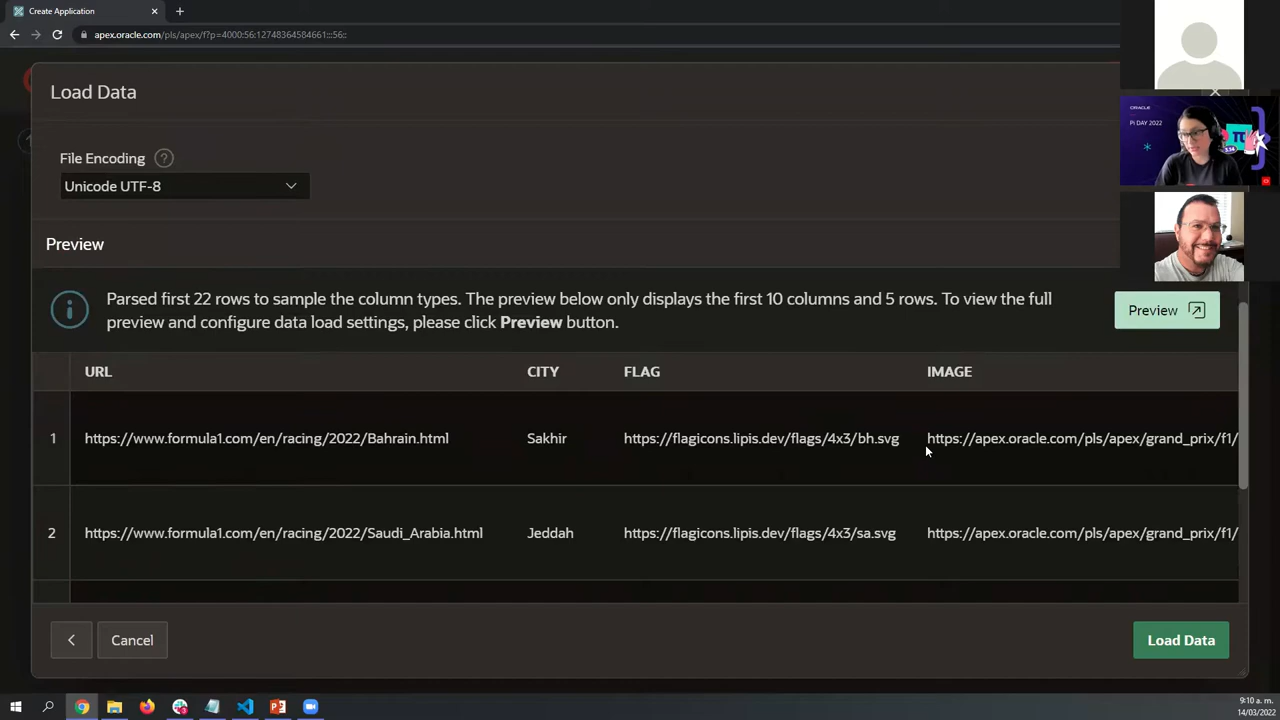 Create Application
apex.oracle.com/pls/apex/f?p=4000:56:12748364584661:::56::
Load Data
File Encoding ?
Unicode UTF-8
Preview
Parsed first 22 rows to sample the column types. The preview below only displays the first 10 columns and 5 rows. To view the full
preview and configure data load settings, please click Preview button.
Preview
URL CITY FLAG IMAGE
1 https://www.formula1.com/en/racing/2022/Bahrain.html Sakhir https://flagicons.lipis.dev/flags/4x3/bh.svg https://apex.oracle.com/pls/apex/grand_prix/f1/
2 https://www.formula1.com/en/racing/2022/Saudi_Arabia.html Jeddah https://flagicons.lipis.dev/flags/4x3/sa.svg https://apex.oracle.com/pls/apex/grand_prix/f1/
Cancel
Load Data
ORACLE
Pi DAY 2022
π
3.14
9:10 a. m.
14/03/2022